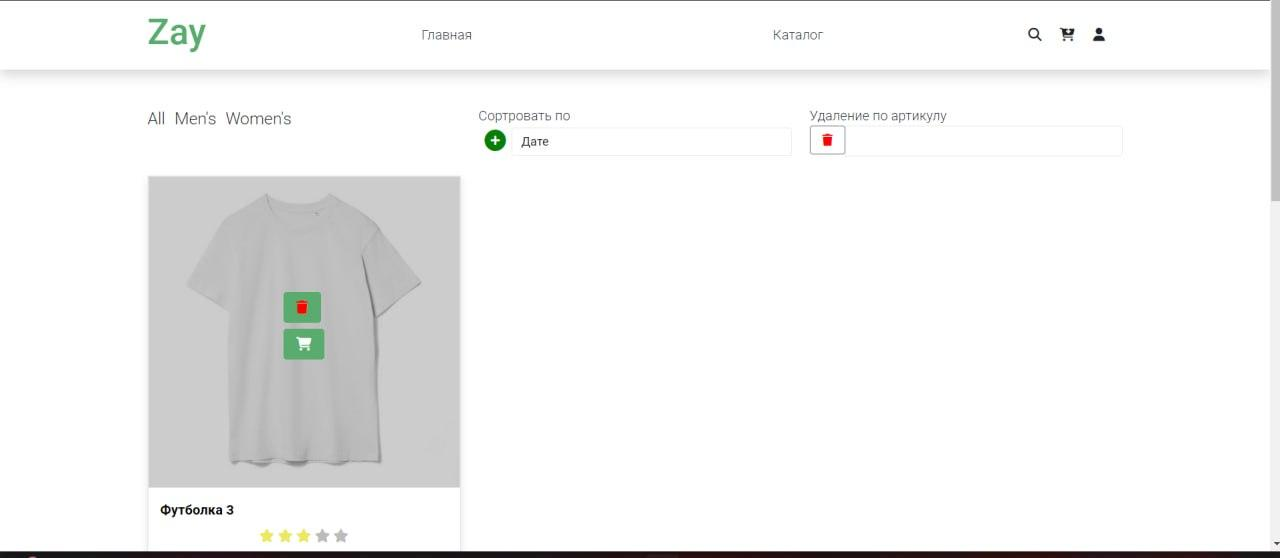 Zay
Главная
Каталог
All Men's Women's
Сортровать по
Дате
Удаление по артикулу
Футболка 3